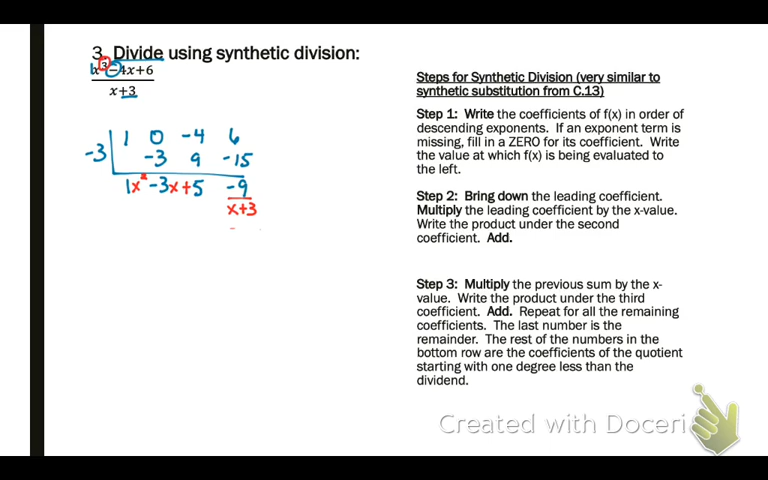 3. Divide using synthetic division:
x³−4x+6
x+3
1 0 -4 6
-3
-3 9 -15
1x² -3x +5 -9
x+3
Steps for Synthetic Division (very similar to
synthetic substitution from C.13)
Step 1: Write the coefficients of f(x) in order of
descending exponents. If an exponent term is
missing, fill in a ZERO for its coefficient. Write
the value at which f(x) is being evaluated to
the left.
Step 2: Bring down the leading coefficient.
Multiply the leading coefficient by the x-value.
Write the product under the second
coefficient. Add.
Step 3: Multiply the previous sum by the x-
value. Write the product under the third
coefficient. Add. Repeat for all the remaining
coefficients. The last number is the
remainder. The rest of the numbers in the
bottom row are the coefficients of the quotient
starting with one degree less than the
dividend.
Created with Doceri